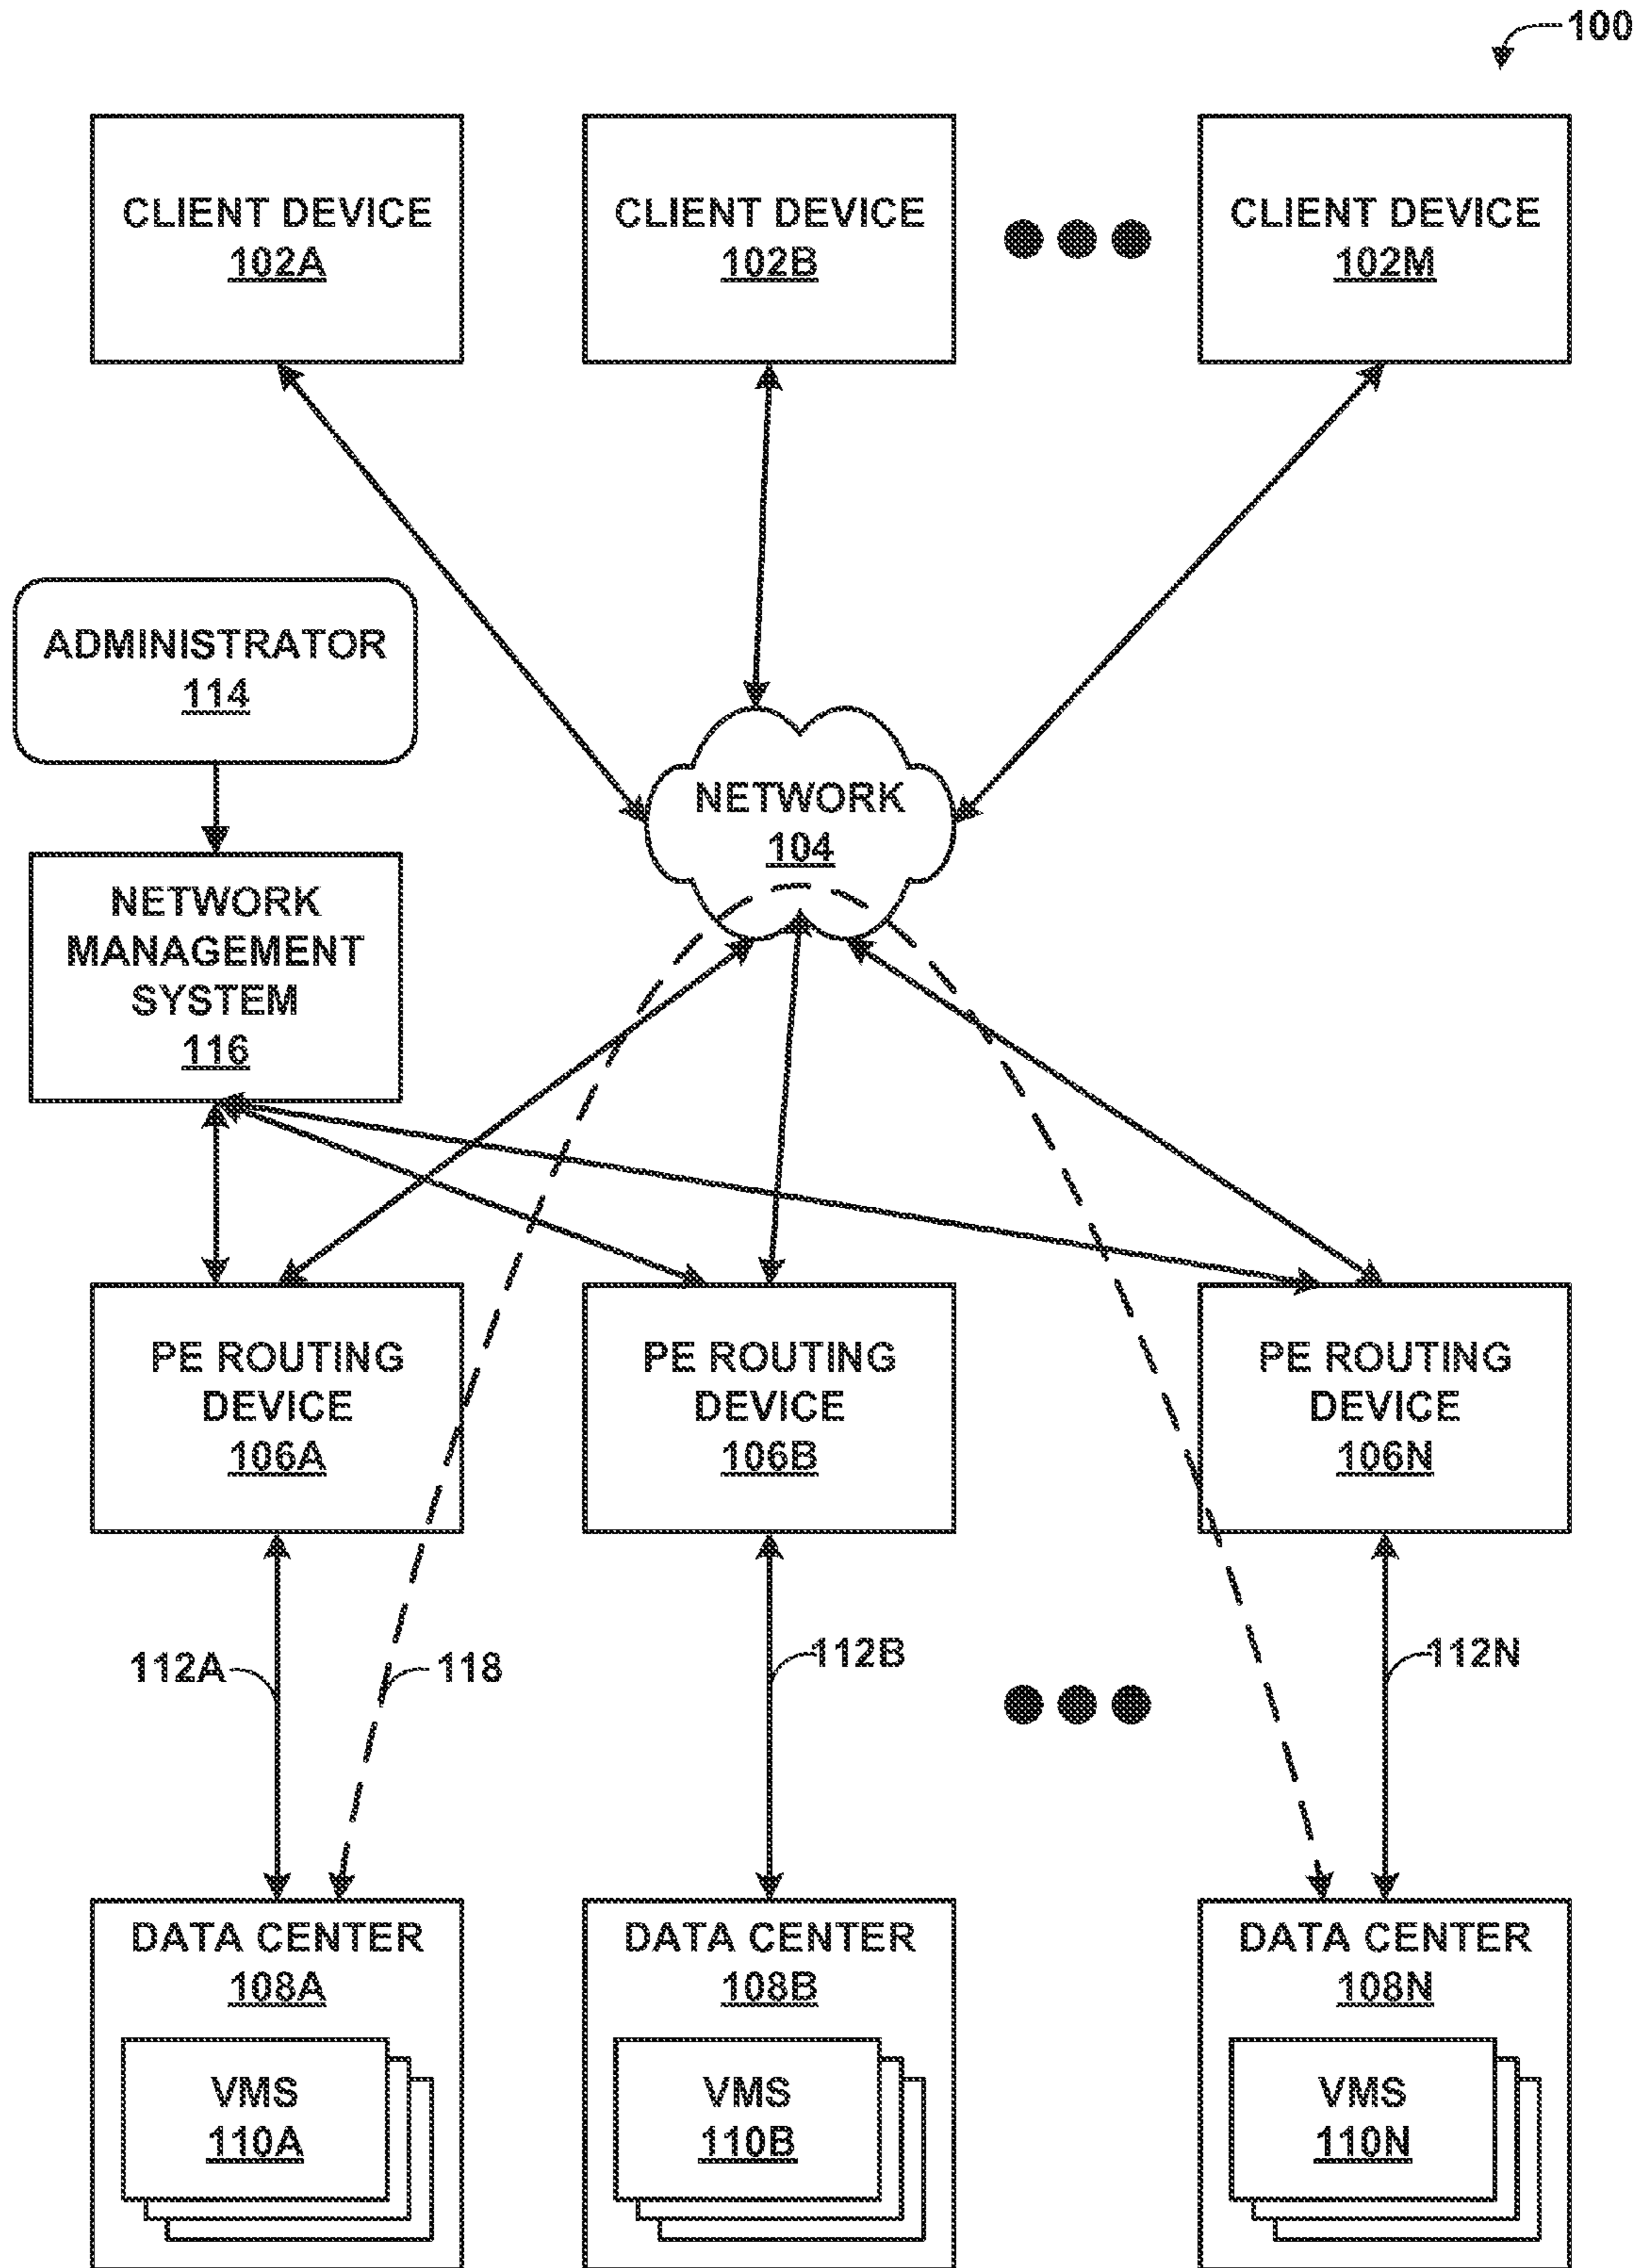 100
CLIENT DEVICE
102A
CLIENT DEVICE
102B
CLIENT DEVICE
102M
ADMINISTRATOR
114
NETWORK
104
NETWORK
MANAGEMENT
SYSTEM
116
PE ROUTING
DEVICE
106A
PE ROUTING
DEVICE
106B
PE ROUTING
DEVICE
106N
112A
118
112B
112N
DATA CENTER
108A
VMS
110A
DATA CENTER
108B
VMS
110B
DATA CENTER
108N
VMS
110N